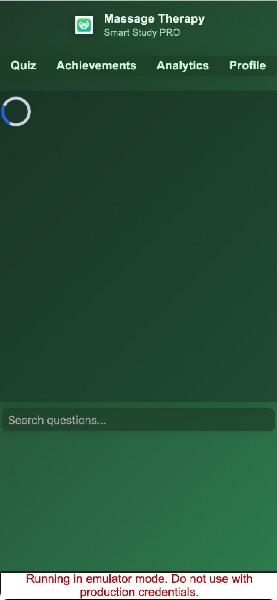 Massage Therapy
Smart Study PRO
Quiz Achievements Analytics Profile
Search questions...
Running in emulator mode. Do not use with
production credentials.